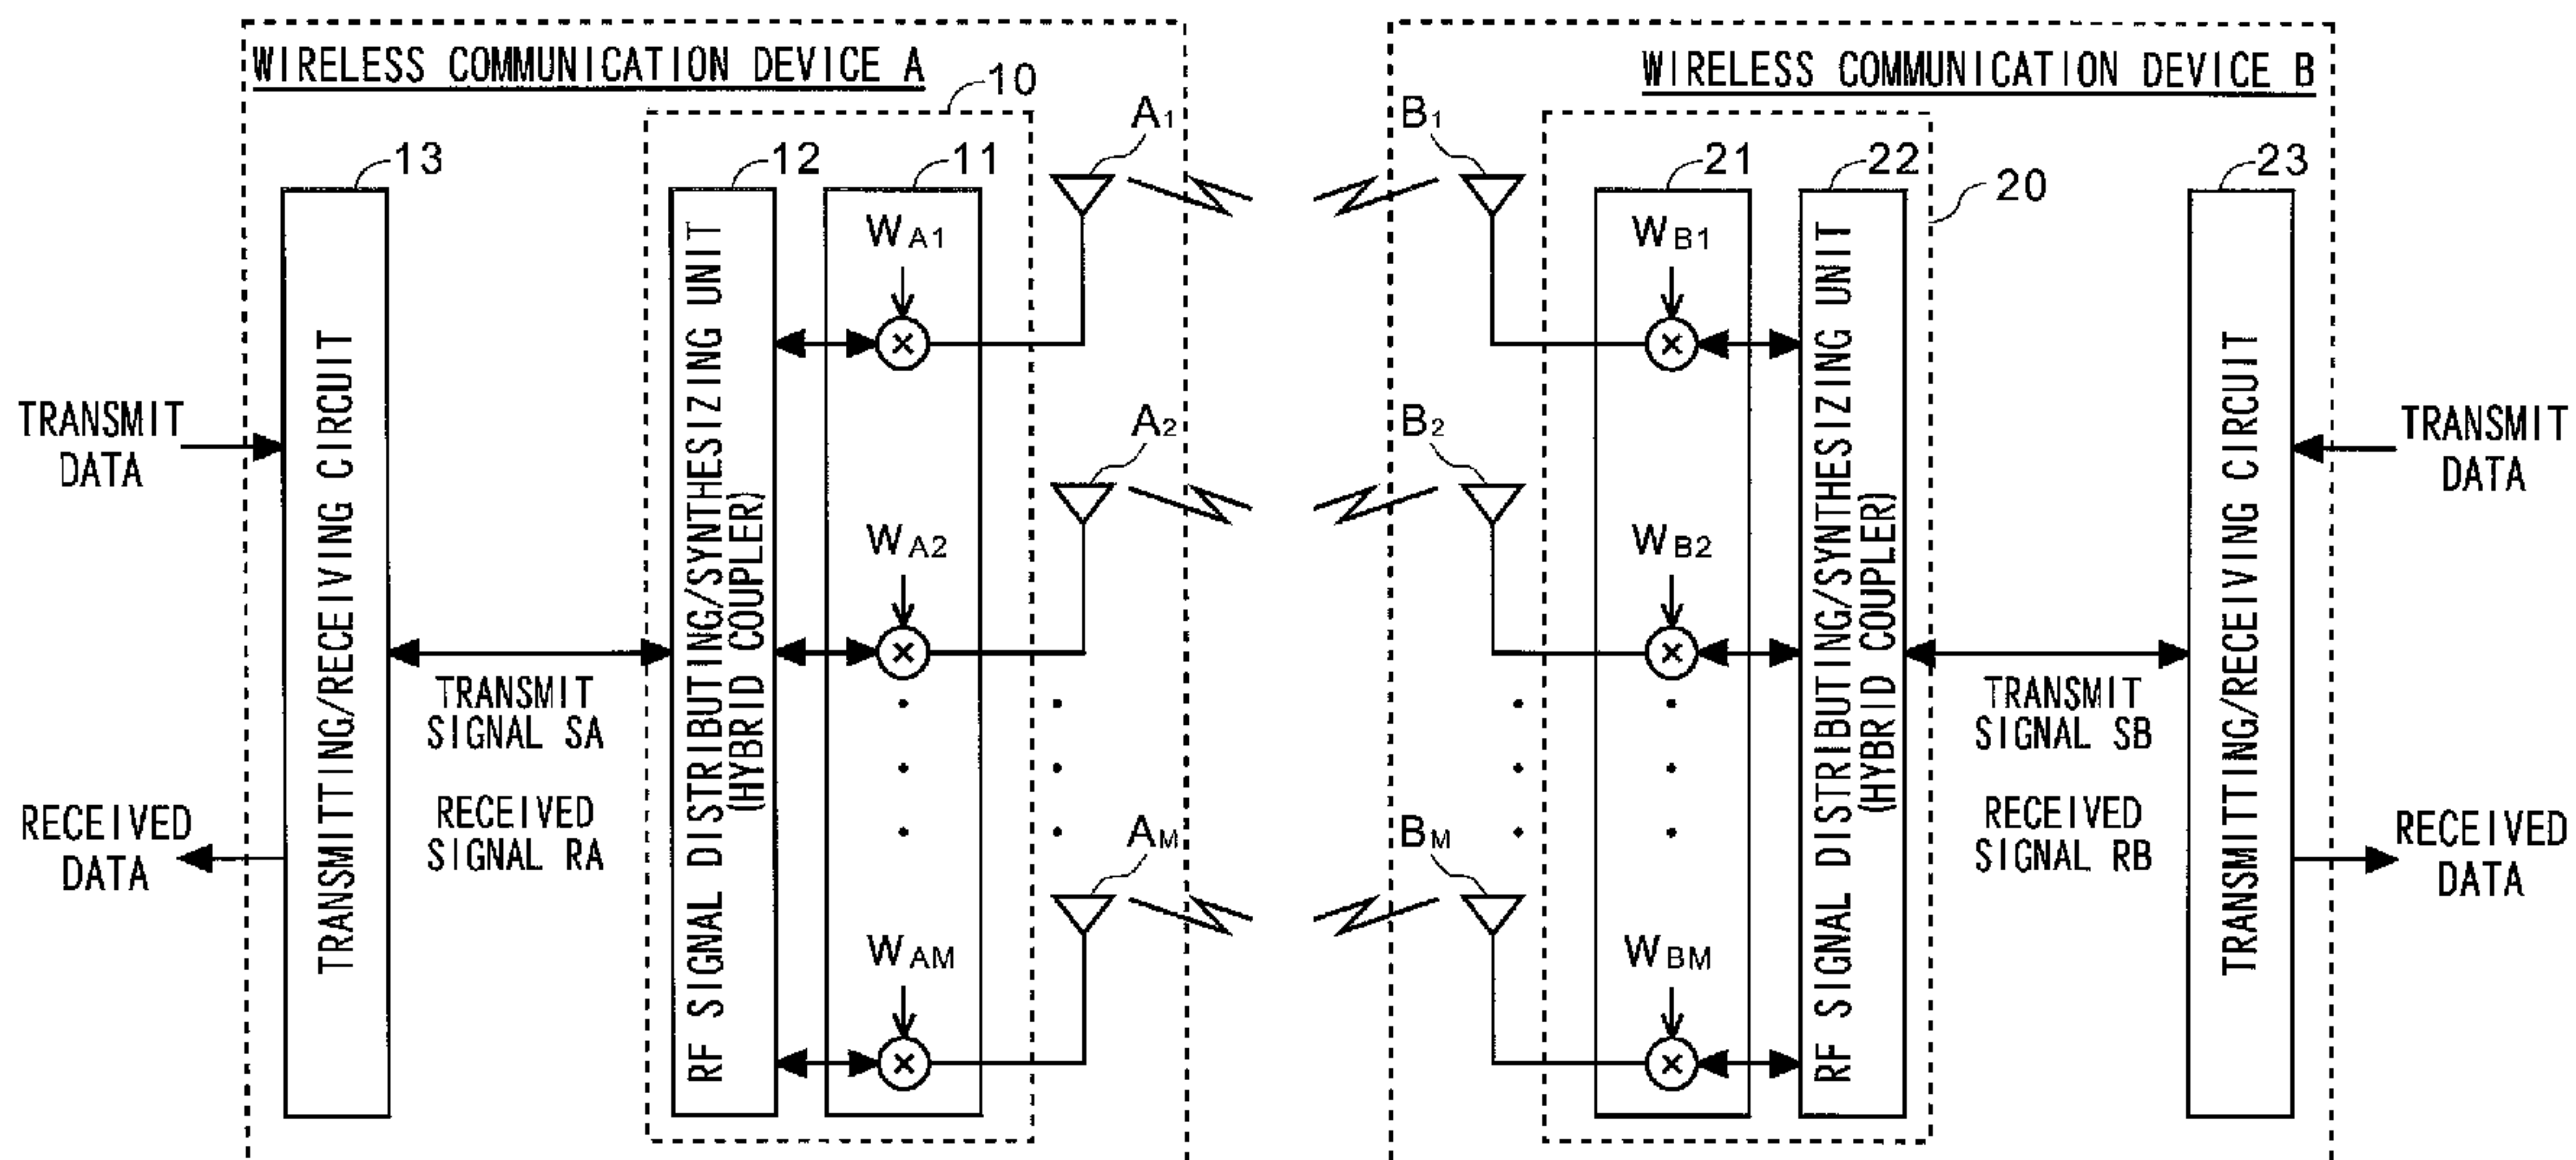 WIRELESS COMMUNICATION DEVICE A
10
13
12
11
A1
WA1
TRANSMITTING/RECEIVING CIRCUIT
RF SIGNAL DISTRIBUTING/SYNTHESIZING UNIT
(HYBRID COUPLER)
TRANSMIT
DATA
A2
WA2
TRANSMIT
SIGNAL SA
RECEIVED
SIGNAL RA
RECEIVED
DATA
AM
WAM
WIRELESS COMMUNICATION DEVICE B
B1
21
22
20
23
WB1
RF SIGNAL DISTRIBUTING/SYNTHESIZING UNIT
(HYBRID COUPLER)
TRANSMITTING/RECEIVING CIRCUIT
B2
WB2
TRANSMIT
DATA
TRANSMIT
SIGNAL SB
RECEIVED
SIGNAL RB
RECEIVED
DATA
BM
WBM